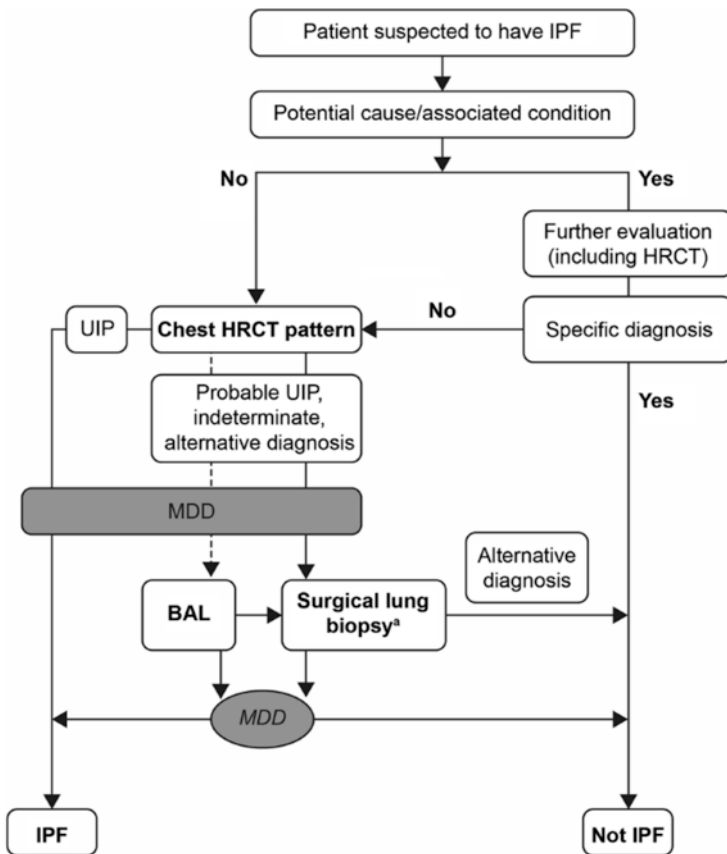 Patient suspected to have IPF
Potential cause/associated condition
No
Yes
Further evaluation
(including HRCT)
UIP
Chest HRCT pattern
No
Specific diagnosis
Probable UIP,
indeterminate,
alternative diagnosis
Yes
MDD
Alternative
diagnosis
BAL
Surgical lung
biopsyᵃ
MDD
IPF
Not IPF